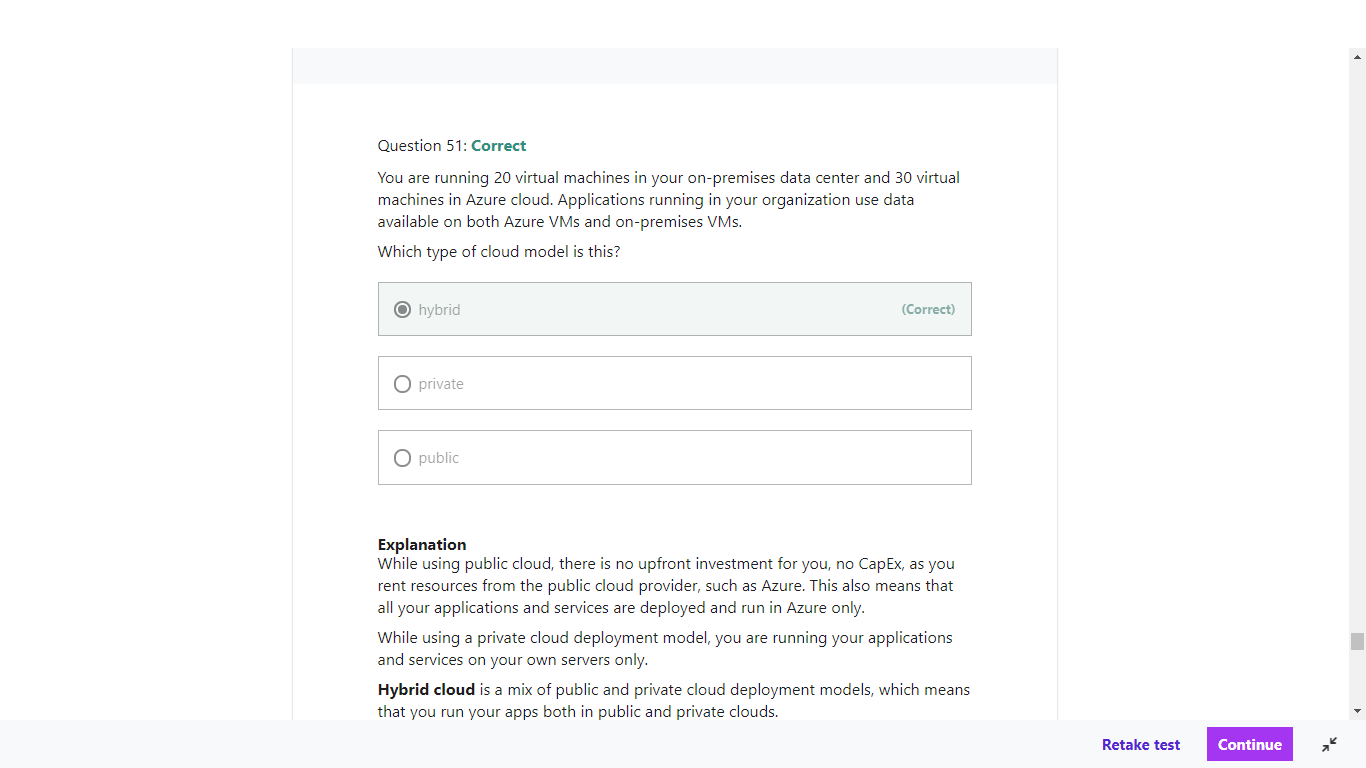 Question 51: Correct
You are running 20 virtual machines in your on-premises data center and 30 virtual
machines in Azure cloud. Applications running in your organization use data
available on both Azure VMs and on-premises VMs.
Which type of cloud model is this?
hybrid (Correct)
private
public
Explanation
While using public cloud, there is no upfront investment for you, no CapEx, as you
rent resources from the public cloud provider, such as Azure. This also means that
all your applications and services are deployed and run in Azure only.
While using a private cloud deployment model, you are running your applications
and services on your own servers only.
Hybrid cloud is a mix of public and private cloud deployment models, which means
that you run your apps both in public and private clouds.
Retake test Continue